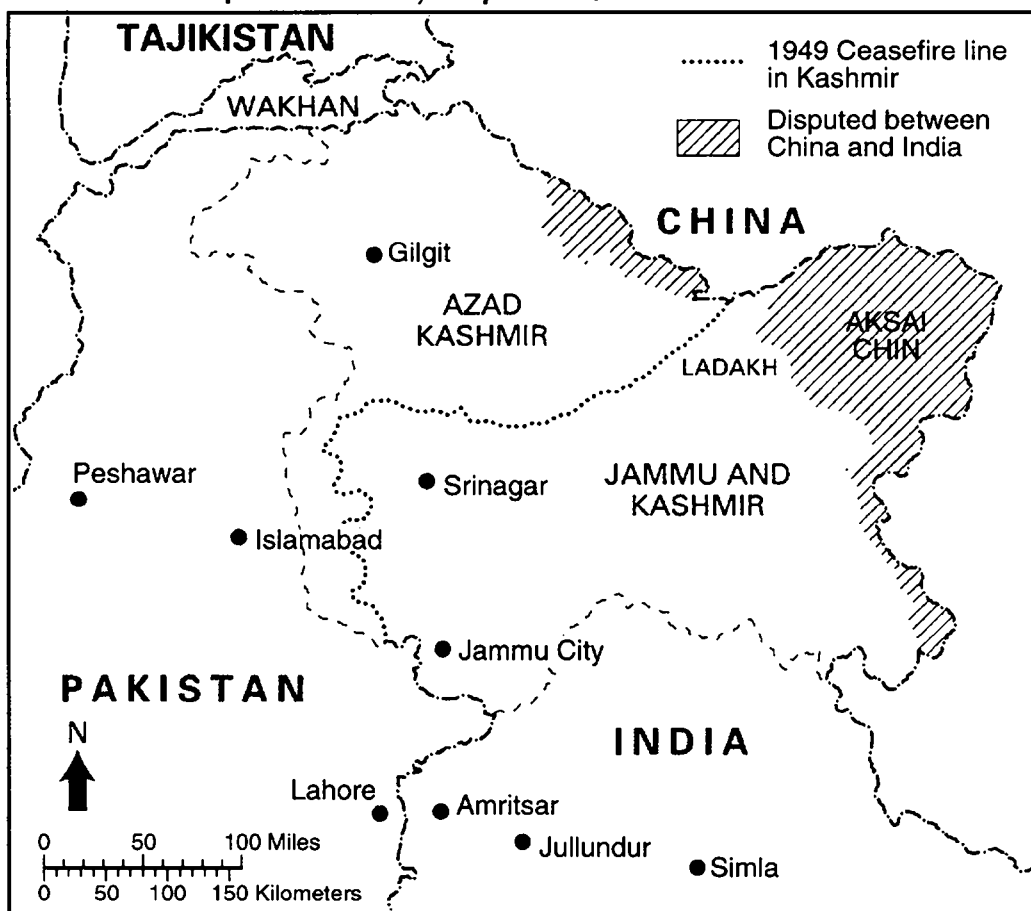 TAJIKISTAN
WAKHAN
1949 Ceasefire line
in Kashmir
Disputed between
China and India
CHINA
Gilgit
AZAD
KASHMIR
AKSAI
CHIN
LADAKH
Peshawar
Srinagar
JAMMU AND
KASHMIR
Islamabad
Jammu City
PAKISTAN
N
INDIA
Lahore
Amritsar
Jullundur
Simla
0 50 100 Miles
0 50 100 150 Kilometers